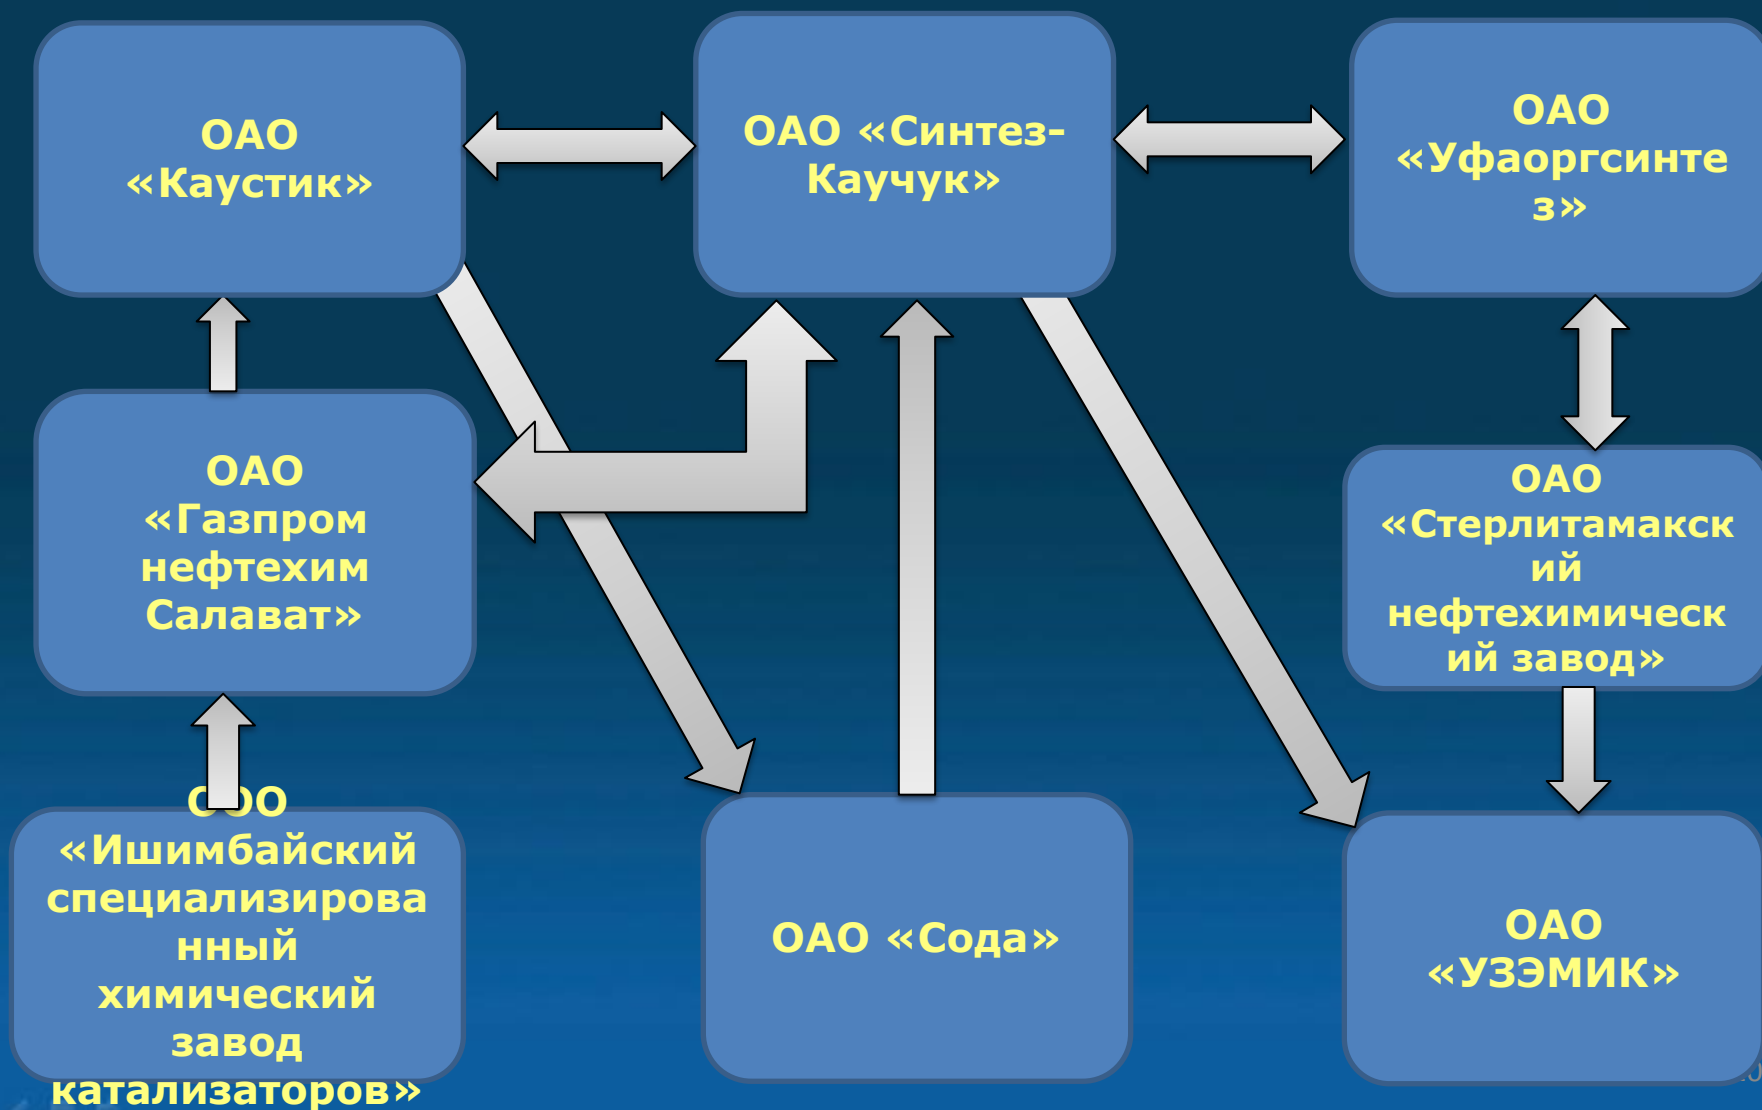 ОАО
«Каустик»
ОАО «Синтез-
Каучук»
ОАО
«Уфаоргсинте
з»
ОАО
«Газпром
нефтехим
Салават»
ОАО
«Стерлитамакск
ий
нефтехимическ
ий завод»
ООО
«Ишимбайский
специализирова
нный
химический
завод
катализаторов»
ОАО «Сода»
ОАО
«УЗЭМИК»